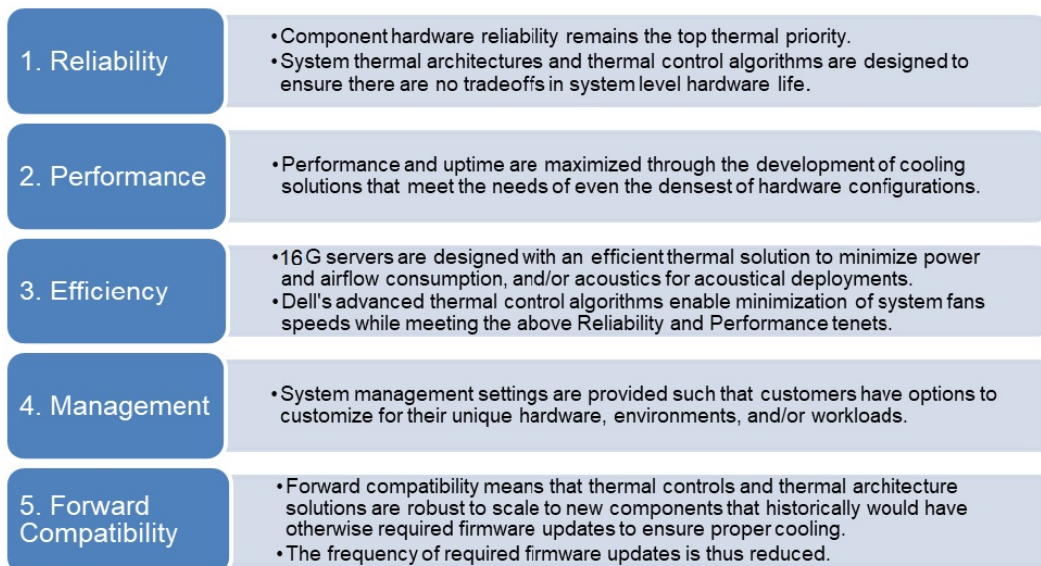 1. Reliability
•Component hardware reliability remains the top thermal priority.
•System thermal architectures and thermal control algorithms are designed to
ensure there are no tradeoffs in system level hardware life.
2. Performance
•Performance and uptime are maximized through the development of cooling
solutions that meet the needs of even the densest of hardware configurations.
3. Efficiency
•16G servers are designed with an efficient thermal solution to minimize power
and airflow consumption, and/or acoustics for acoustical deployments.
•Dell's advanced thermal control algorithms enable minimization of system fans
speeds while meeting the above Reliability and Performance tenets.
4. Management
•System management settings are provided such that customers have options to
customize for their unique hardware, environments, and/or workloads.
5. Forward
Compatibility
•Forward compatibility means that thermal controls and thermal architecture
solutions are robust to scale to new components that historically would have
otherwise required firmware updates to ensure proper cooling.
•The frequency of required firmware updates is thus reduced.